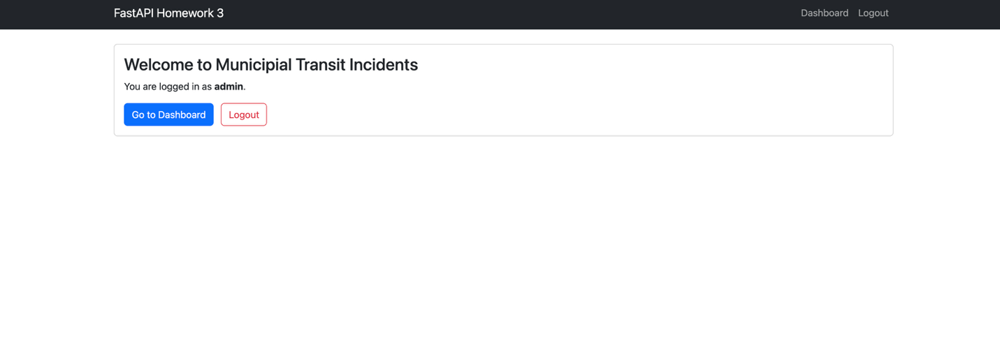 FastAPI Homework 3
Dashboard Logout
Welcome to Municipial Transit Incidents
You are logged in as admin.
Go to Dashboard Logout